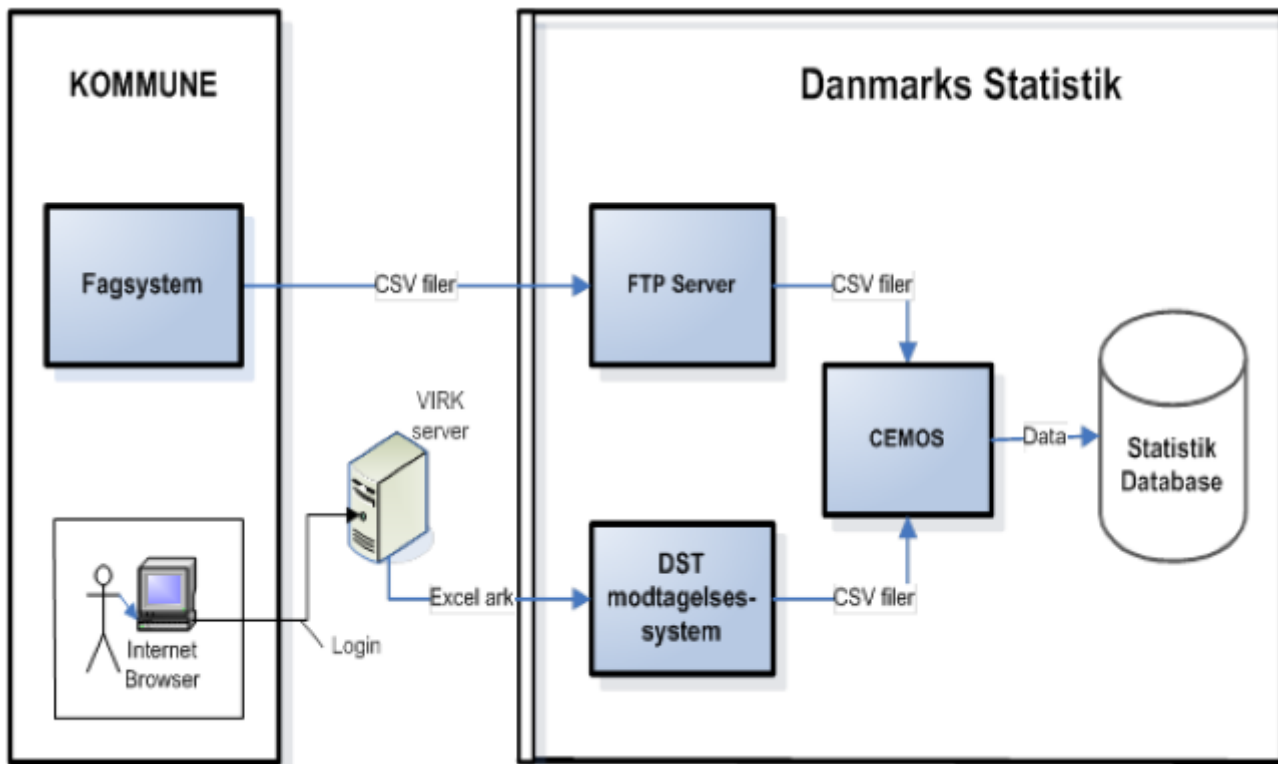 KOMMUNE
Danmarks Statistik
Fagsystem
CSV filer
FTP Server
CSV filer
VIRK
server
CEMOS
Data
Statistik
Database
Internet
Browser
Login
Excel ark
DST
modtagelses-
system
CSV filer